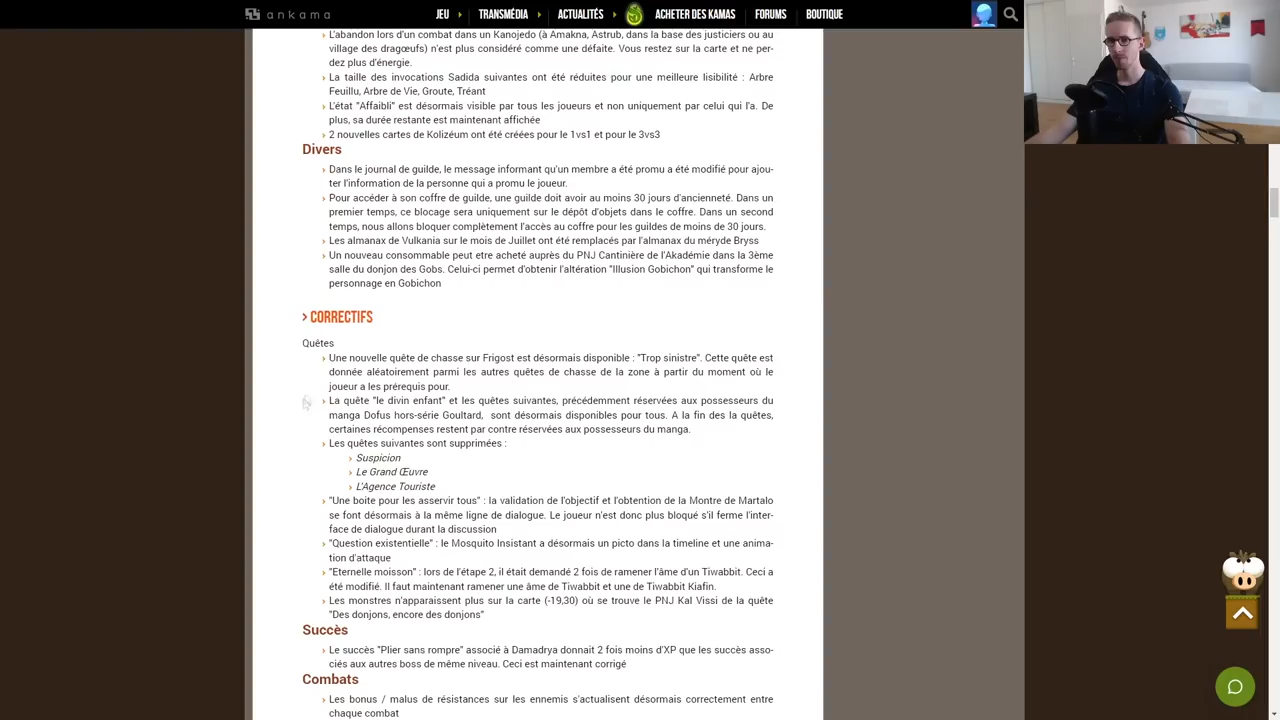 ankama
JEU
TRANSMÉDIA
ACTUALITÉS
ACHETER DES KAMAS
FORUMS
BOUTIQUE
L'abandon lors d'un combat dans un Kanojedo (à Amakna, Astrub, dans la base des justiciers ou au
village des dragœufs) n'est plus considéré comme une défaite. Vous restez sur la carte et ne per-
dez plus d'énergie.
La taille des invocations Sadida suivantes ont été réduites pour une meilleure lisibilité : Arbre
Feuillu, Arbre de Vie, Groute, Tréant
L'état "Affaibli" est désormais visible par tous les joueurs et non uniquement par celui qui l'a. De
plus, sa durée restante est maintenant affichée
2 nouvelles cartes de Kolizéum ont été créées pour le 1vs1 et pour le 3vs3
Divers
Dans le journal de guilde, le message informant qu'un membre a été promu a été modifié pour ajou-
ter l'information de la personne qui a promu le joueur.
Pour accéder à son coffre de guilde, une guilde doit avoir au moins 30 jours d'ancienneté. Dans un
premier temps, ce blocage sera uniquement sur le dépôt d'objets dans le coffre. Dans un second
temps, nous allons bloquer complètement l'accès au coffre pour les guildes de moins de 30 jours.
Les almanax de Vulkania sur le mois de Juillet ont été remplacés par l'almanax du méryde Bryss
Un nouveau consommable peut etre acheté auprès du PNJ Cantinière de l'Akadémie dans la 3ème
salle du donjon des Gobs. Celui-ci permet d'obtenir l'altération "Illusion Gobichon" qui transforme le
personnage en Gobichon
> CORRECTIFS
Quêtes
Une nouvelle quête de chasse sur Frigost est désormais disponible : "Trop sinistre". Cette quête est
donnée aléatoirement parmi les autres quêtes de chasse de la zone à partir du moment où le
joueur a les prérequis pour.
La quête "le divin enfant" et les quêtes suivantes, précédemment réservées aux possesseurs du
manga Dofus hors-série Goultard, sont désormais disponibles pour tous. A la fin des la quêtes,
certaines récompenses restent par contre réservées aux possesseurs du manga.
Les quêtes suivantes sont supprimées :
Suspicion
Le Grand Œuvre
L'Agence Touriste
"Une boite pour les asservir tous" : la validation de l'objectif et l'obtention de la Montre de Martalo
se font désormais à la même ligne de dialogue. Le joueur n'est donc plus bloqué s'il ferme l'inter-
face de dialogue durant la discussion
"Question existentielle" : le Mosquito Insistant a désormais un picto dans la timeline et une anima-
tion d'attaque
"Eternelle moisson" : lors de l'étape 2, il était demandé 2 fois de ramener l'âme d'un Tiwabbit. Ceci a
été modifié. Il faut maintenant ramener une âme de Tiwabbit et une de Tiwabbit Kiafin.
Les monstres n'apparaissent plus sur la carte (-19,30) où se trouve le PNJ Kal Vissi de la quête
"Des donjons, encore des donjons"
Succès
Le succès "Plier sans rompre" associé à Damadrya donnait 2 fois moins d'XP que les succès asso-
ciés aux autres boss de même niveau. Ceci est maintenant corrigé
Combats
Les bonus / malus de résistances sur les ennemis s'actualisent désormais correctement entre
chaque combat